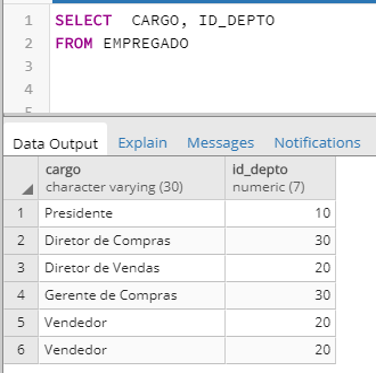 1 SELECT  CARGO, ID_DEPTO
2 FROM EMPREGADO
3
4
5
Data Output Explain Messages Notifications
cargo id_depto
character varying (30) numeric (7)
1 Presidente 10
2 Diretor de Compras 30
3 Diretor de Vendas 20
4 Gerente de Compras 30
5 Vendedor 20
6 Vendedor 20